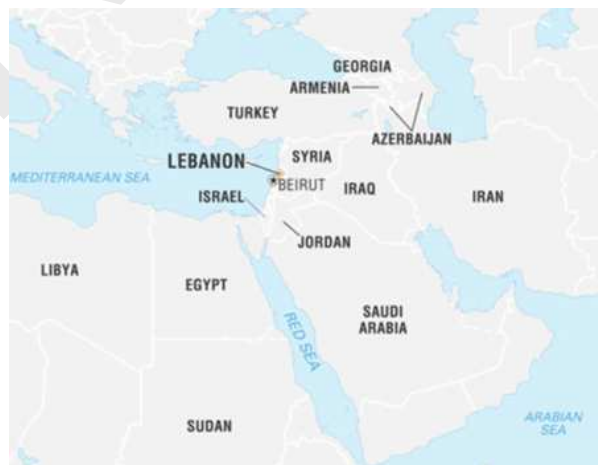 GEORGIA
ARMENIA
TURKEY
AZERBAIJAN
SYRIA
LEBANON
MEDITERRANEAN SEA
BEIRUT
IRAQ
ISRAEL
IRAN
JORDAN
LIBYA
EGYPT
SAUDI
ARABIA
RED SEA
ARABIAN
SEA
SUDAN